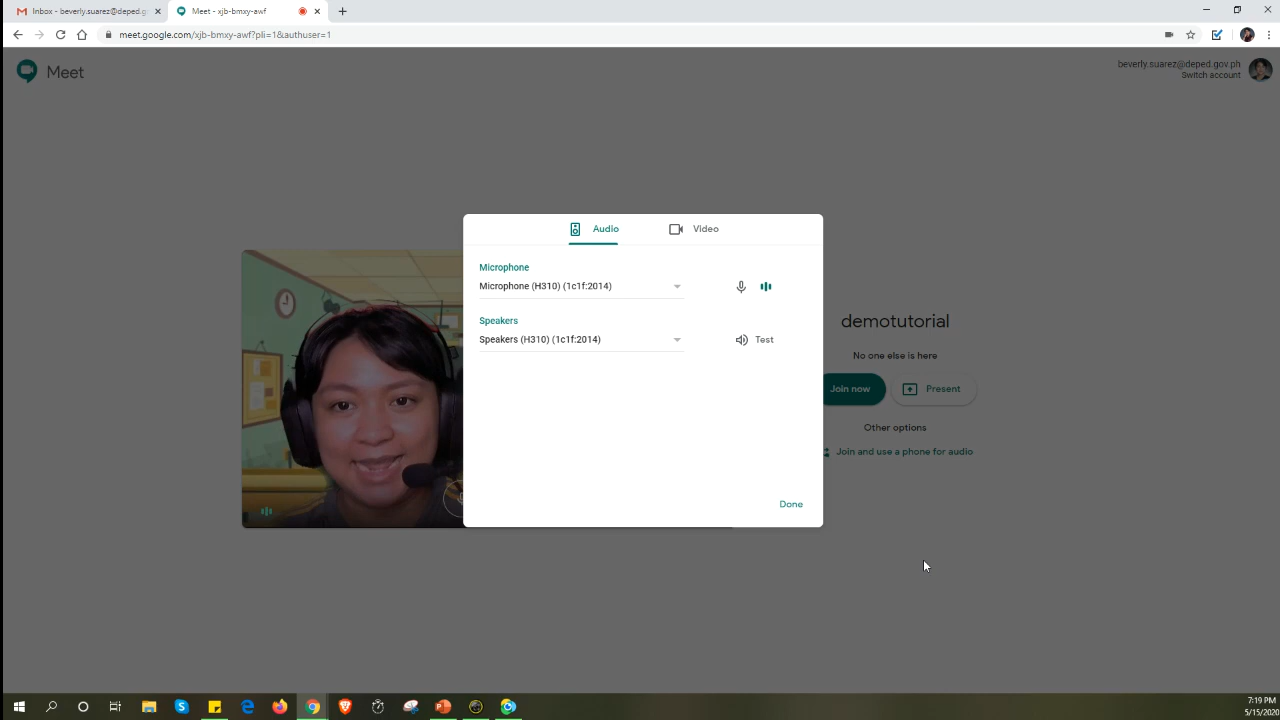 Inbox - beverly.suarez@deped.g
Meet - xjb-bmxy-awf
meet.google.com/xjb-bmxy-awf?pli=1&authuser=1
Meet
beverly.suarez@deped.gov.ph
Switch account
Audio
Video
Microphone
Microphone (H310) (1c1f:2014)
Speakers
Speakers (H310) (1c1f:2014)
Test
Done
demotutorial
No one else is here
Join now
Present
Other options
Join and use a phone for audio
7:19 PM
5/15/2020